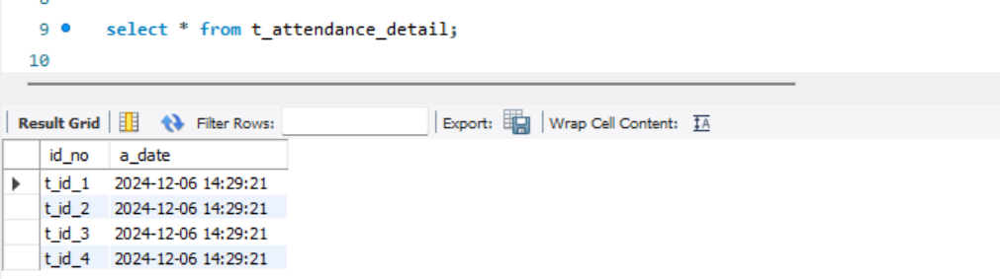 9 select * from t_attendance_detail;
10
Result Grid Filter Rows: Export: Wrap Cell Content: IA
id_no a_date
t_id_1 2024-12-06 14:29:21
t_id_2 2024-12-06 14:29:21
t_id_3 2024-12-06 14:29:21
t_id_4 2024-12-06 14:29:21